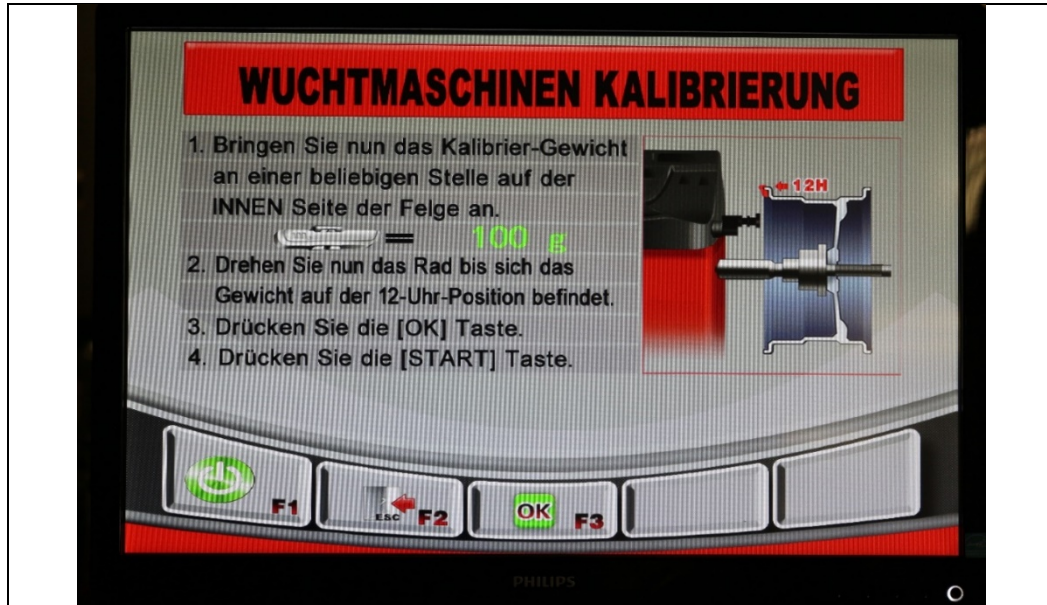 WUCHTMASCHINEN KALIBRIERUNG
1. Bringen Sie nun das Kalibrier-Gewicht
an einer beliebigen Stelle auf der
INNEN Seite der Felge an.
= 100 g
2. Drehen Sie nun das Rad bis sich das
Gewicht auf der 12-Uhr-Position befindet.
3. Drücken Sie die [OK] Taste.
4. Drücken Sie die [START] Taste.
12H
F1
ESC F2
OK F3
PHILIPS